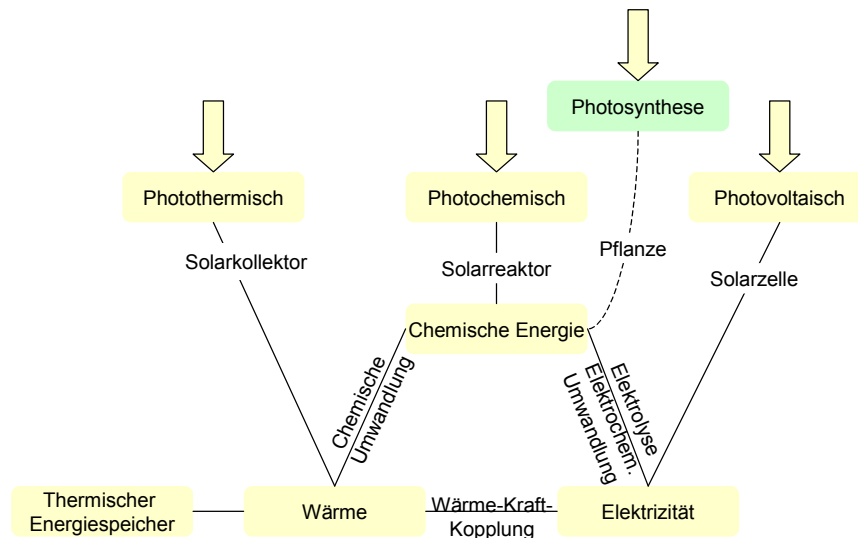 Photosynthese
Photothermisch
Photochemisch
Photovoltaisch
Solarkollektor
Solarreaktor
Pflanze
Solarzelle
Chemische Energie
Chemische
Umwandlung
Elektrolyse
Elektrochem.
Umwandlung
Thermischer
Energiespeicher
Wärme
Wärme-Kraft-
Kopplung
Elektrizität